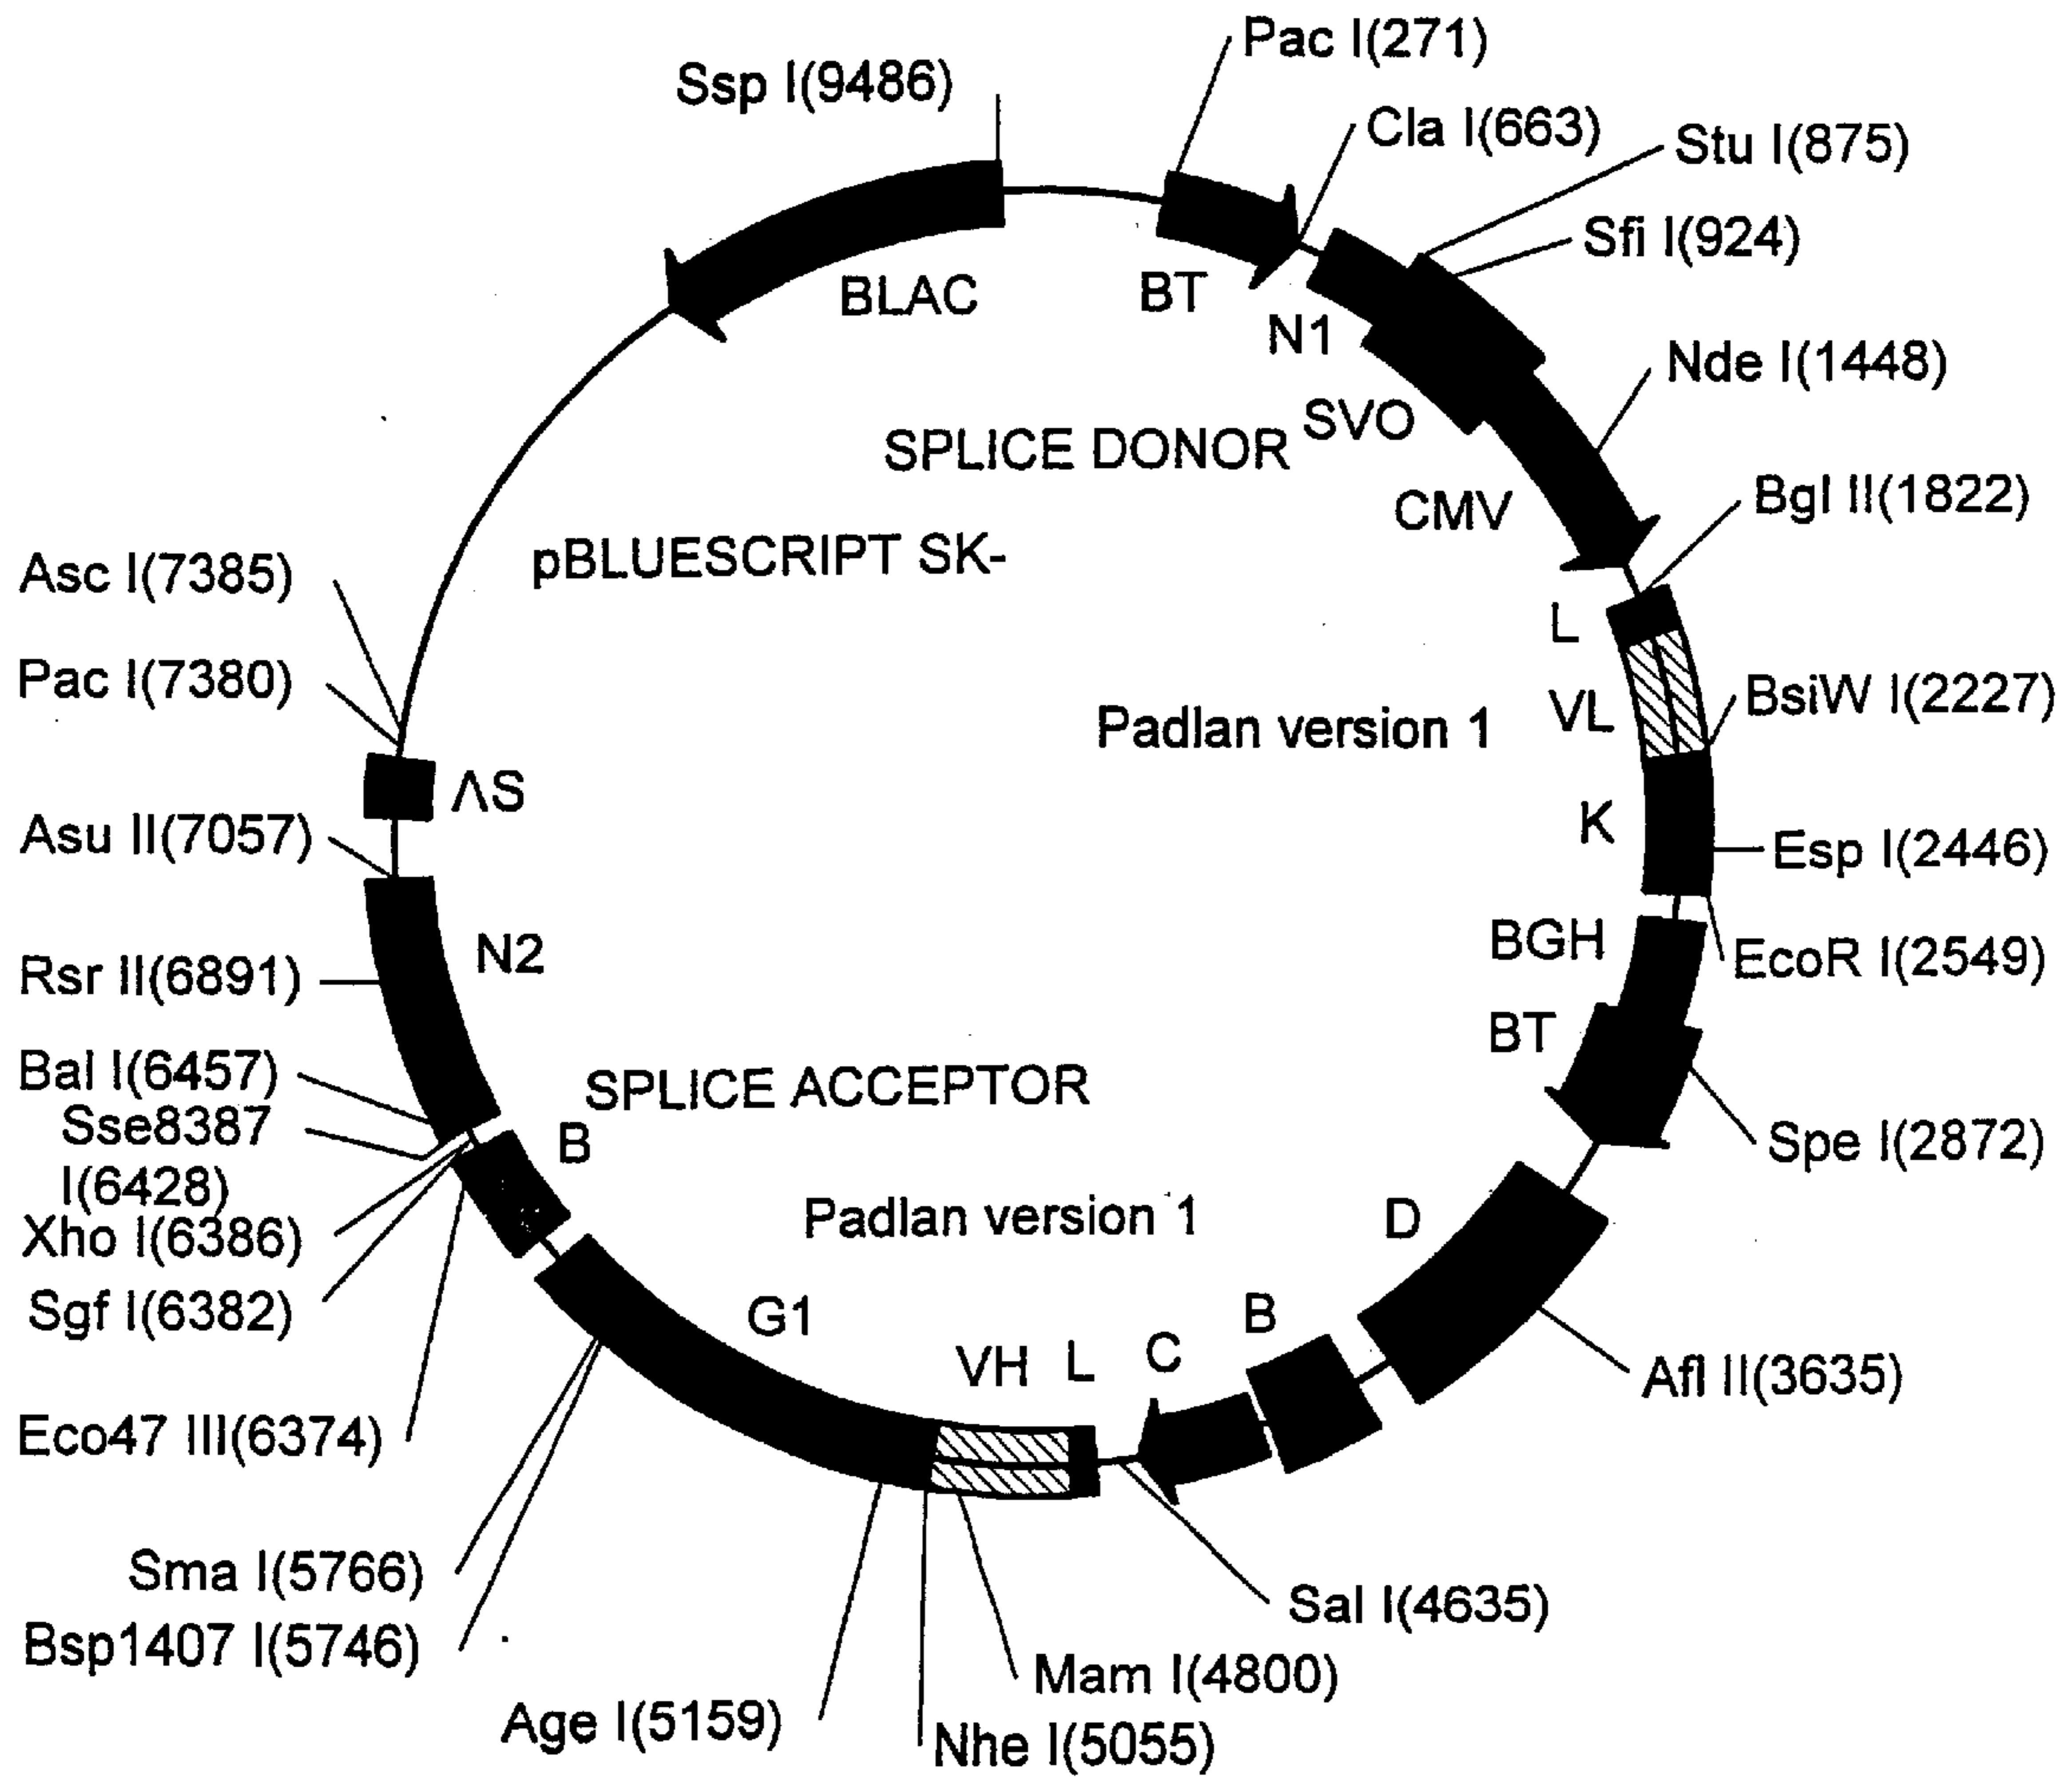 Pac I(271)
Ssp I(9486)
Cla I(663)
Stu I(875)
Sfi I(924)
BLAC
BT
N1
Nde I(1448)
SVO
SPLICE DONOR
CMV
Bgl II(1822)
pBLUESCRIPT SK-
Asc I(7385)
L
Pac I(7380)
BsiW I(2227)
VL
Padlan version 1
ΛS
K
Asu II(7057)
Esp I(2446)
BGH
N2
EcoR I(2549)
Rsr II(6891)
BT
Bal I(6457)
SPLICE ACCEPTOR
Sse8387
I(6428)
B
Spe I(2872)
Padlan version 1
D
Xho I(6386)
Sgf I(6382)
G1
B
VH
L
C
Afl II(3635)
Eco47 III(6374)
Sma I(5766)
Sal I(4635)
Bsp1407 I(5746)
Mam I(4800)
Age I(5159)
Nhe I(5055)